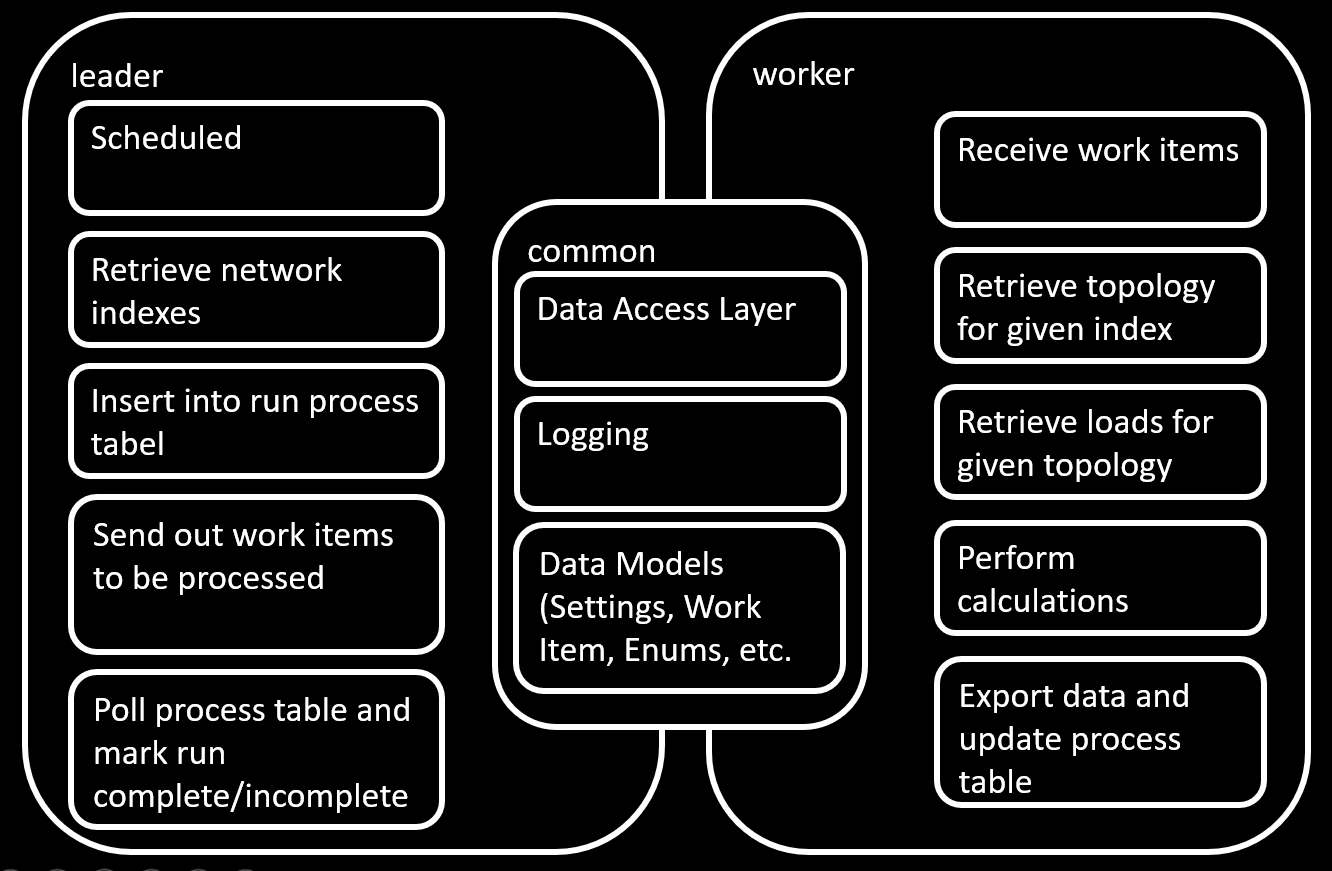 leader
Scheduled
Retrieve network
indexes
Insert into run process
tabel
Send out work items
to be processed
Poll process table and
mark run
complete/incomplete
common
Data Access Layer
Logging
Data Models
(Settings, Work
Item, Enums, etc.
worker
Receive work items
Retrieve topology
for given index
Retrieve loads for
given topology
Perform
calculations
Export data and
update process
table